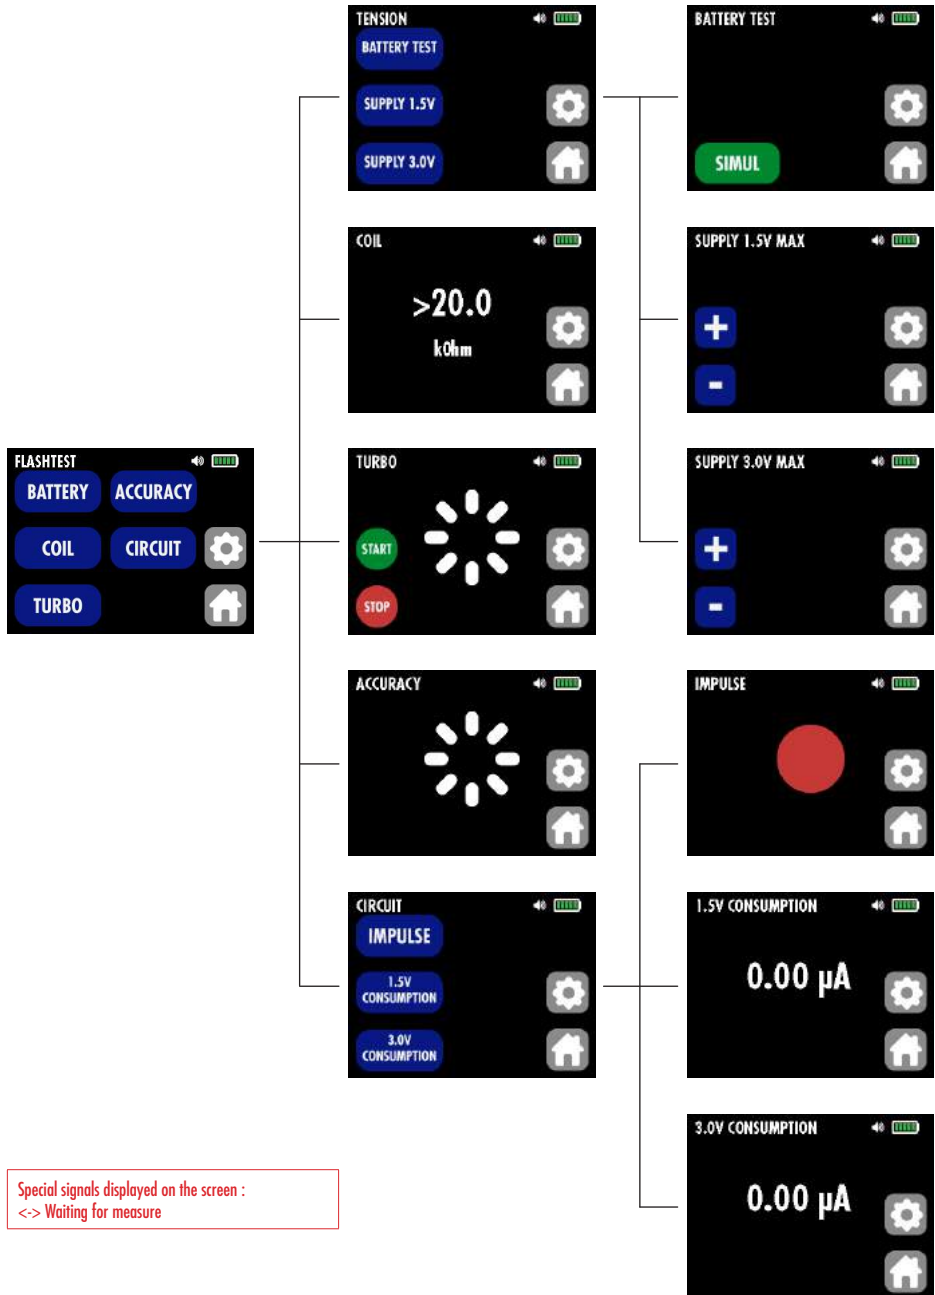 FLASHTEST
BATTERY
ACCURACY
COIL
CIRCUIT
TURBO
TENSION
BATTERY TEST
SUPPLY 1.5V
SUPPLY 3.0V
COIL
>20.0
kOhm
TURBO
START
STOP
ACCURACY
CIRCUIT
IMPULSE
1.5V
CONSUMPTION
3.0V
CONSUMPTION
BATTERY TEST
SIMUL
SUPPLY 1.5V MAX
+
-
SUPPLY 3.0V MAX
+
-
IMPULSE
1.5V CONSUMPTION
0.00 µA
3.0V CONSUMPTION
0.00 µA
Special signals displayed on the screen :
<-> Waiting for measure